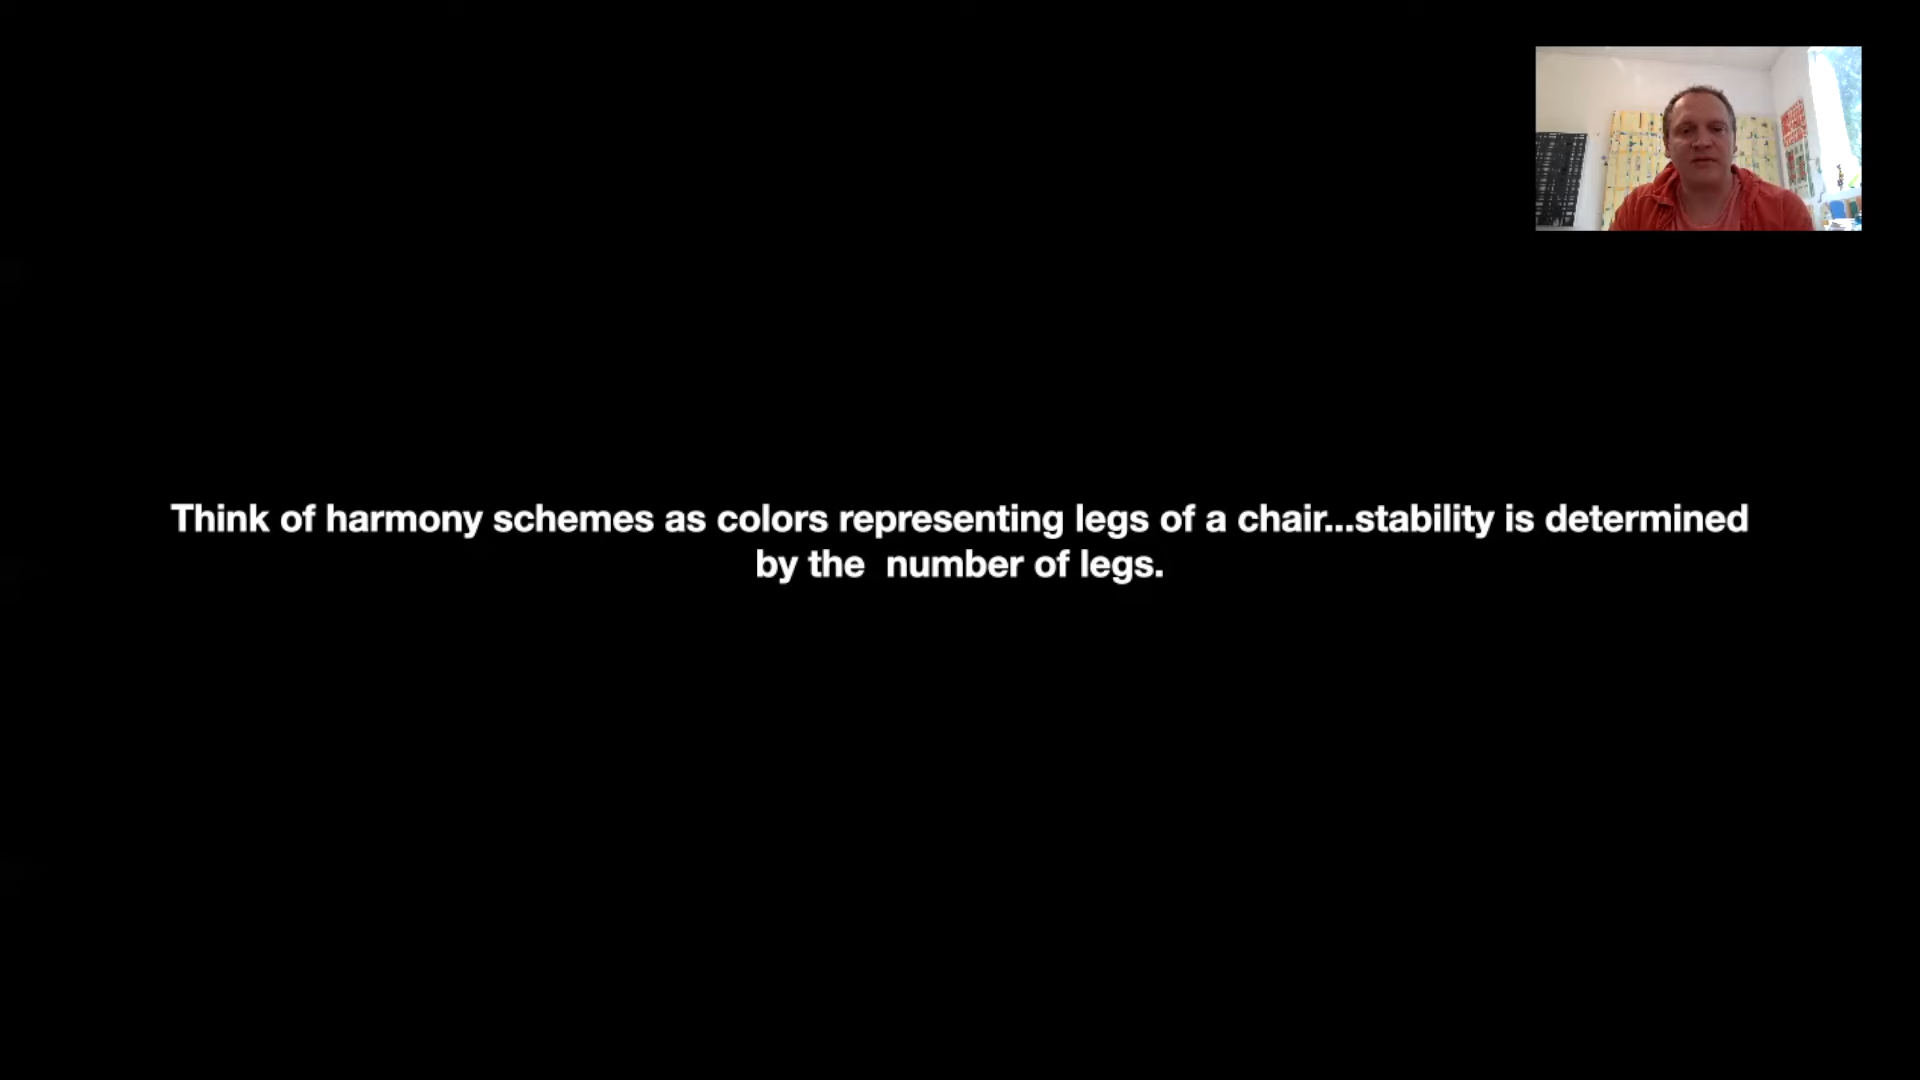 Think of harmony schemes as colors representing legs of a chair...stability is determined
by the  number of legs.